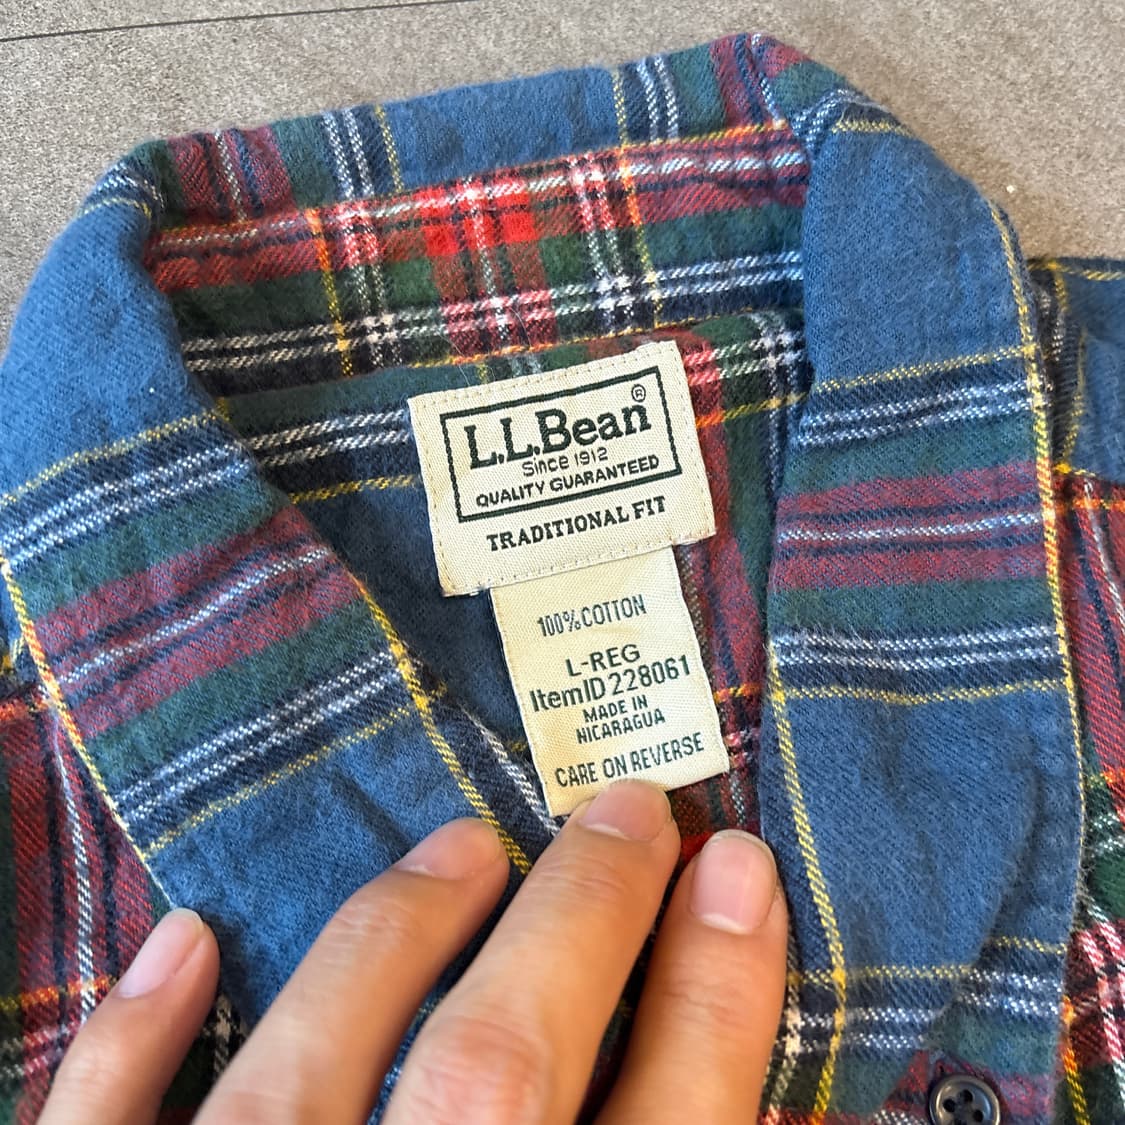 L.L.Bean®
Since 1912
QUALITY GUARANTEED
TRADITIONAL FIT
100% COTTON
L-REG
ItemID 228061
MADE IN
NICARAGUA
CARE ON REVERSE